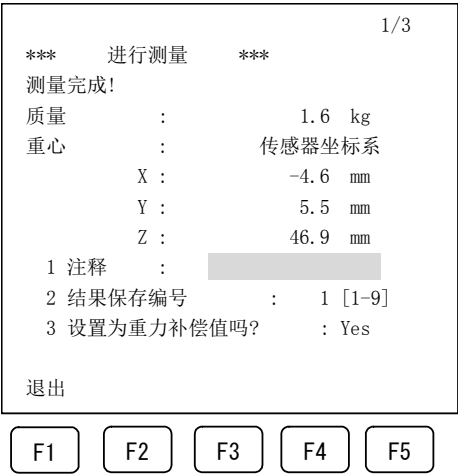 1/3
*** 进行测量 ***
测量完成!
质量 : 1.6 kg
重心 : 传感器坐标系
X : -4.6 mm
Y : 5.5 mm
Z : 46.9 mm
1 注释 :
2 结果保存编号 : 1 [1-9]
3 设置为重力补偿值吗? : Yes
退出
F1 F2 F3 F4 F5